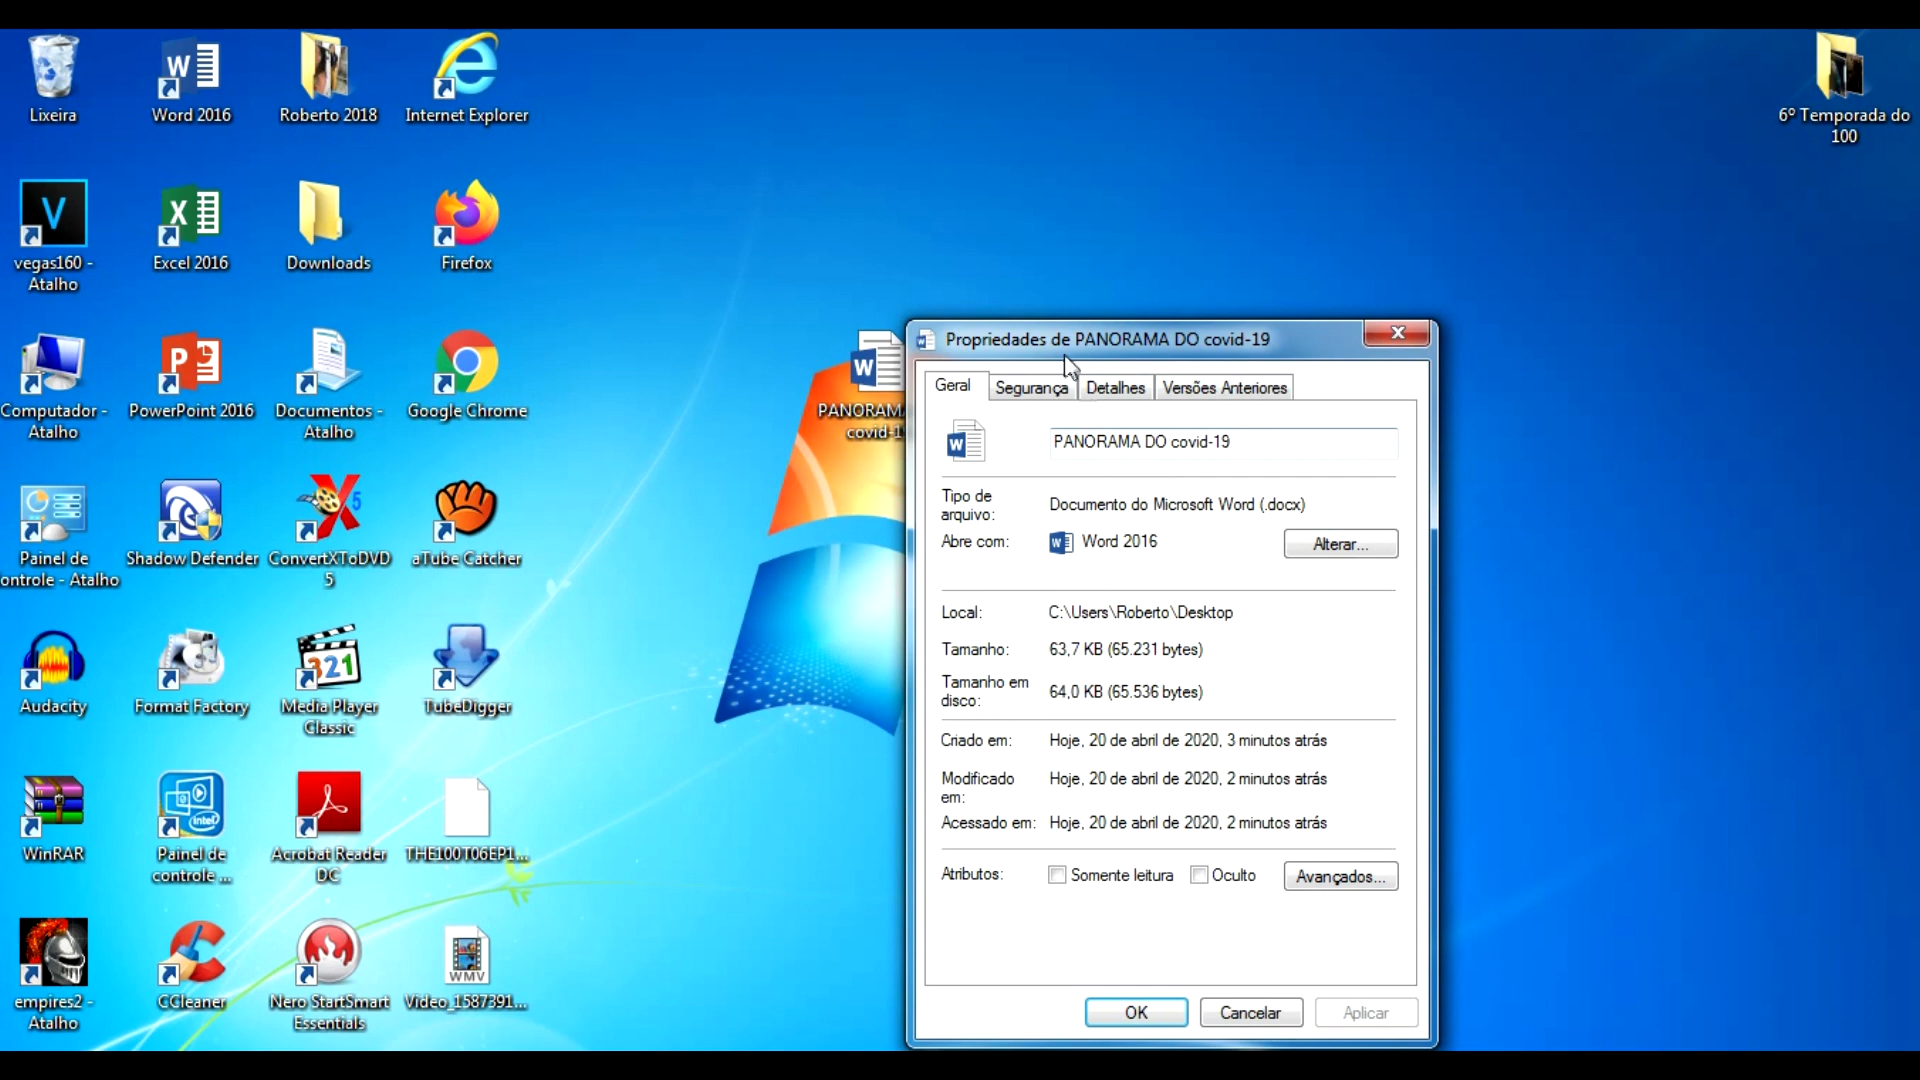 Lixeira
Word 2016
Roberto 2018
Internet Explorer
6º Temporada do
100
vegas160 -
Atalho
Excel 2016
Downloads
Firefox
Computador -
Atalho
PowerPoint 2016
Documentos -
Atalho
Google Chrome
PANORAMA
covid-1
Painel de
ontrole - Atalho
Shadow Defender
ConvertXToDVD
5
aTube Catcher
Audacity
Format Factory
321
Media Player
Classic
TubeDigger
WinRAR
intel
Painel de
controle ...
Acrobat Reader
DC
THE100T06EP1...
empires2 -
Atalho
CCleaner
Nero StartSmart
Essentials
WMV
Video_1587391...
Propriedades de PANORAMA DO covid-19
Geral
Segurança
Detalhes
Versões Anteriores
PANORAMA DO covid-19
Tipo de
arquivo:
Documento do Microsoft Word (.docx)
Abre com:
Word 2016
Alterar...
Local:
C:\Users\Roberto\Desktop
Tamanho:
63,7 KB (65.231 bytes)
Tamanho em
disco:
64,0 KB (65.536 bytes)
Criado em:
Hoje, 20 de abril de 2020, 3 minutos atrás
Modificado
em:
Hoje, 20 de abril de 2020, 2 minutos atrás
Acessado em:
Hoje, 20 de abril de 2020, 2 minutos atrás
Atributos:
Somente leitura
Oculto
Avançados...
OK
Cancelar
Aplicar